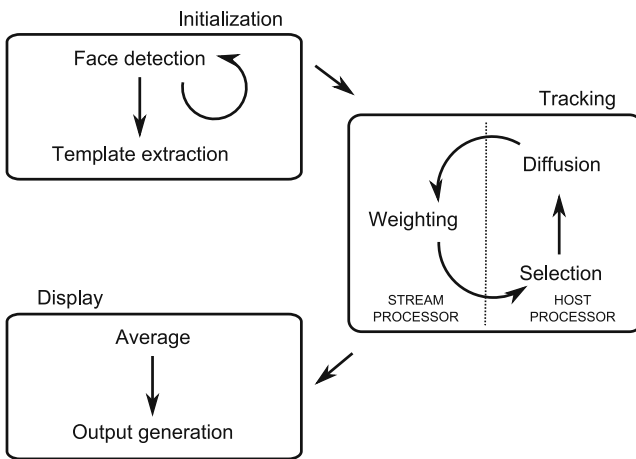 Initialization
Face detection
Template extraction
Tracking
Diffusion
Weighting
Selection
STREAM
PROCESSOR
HOST
PROCESSOR
Display
Average
Output generation